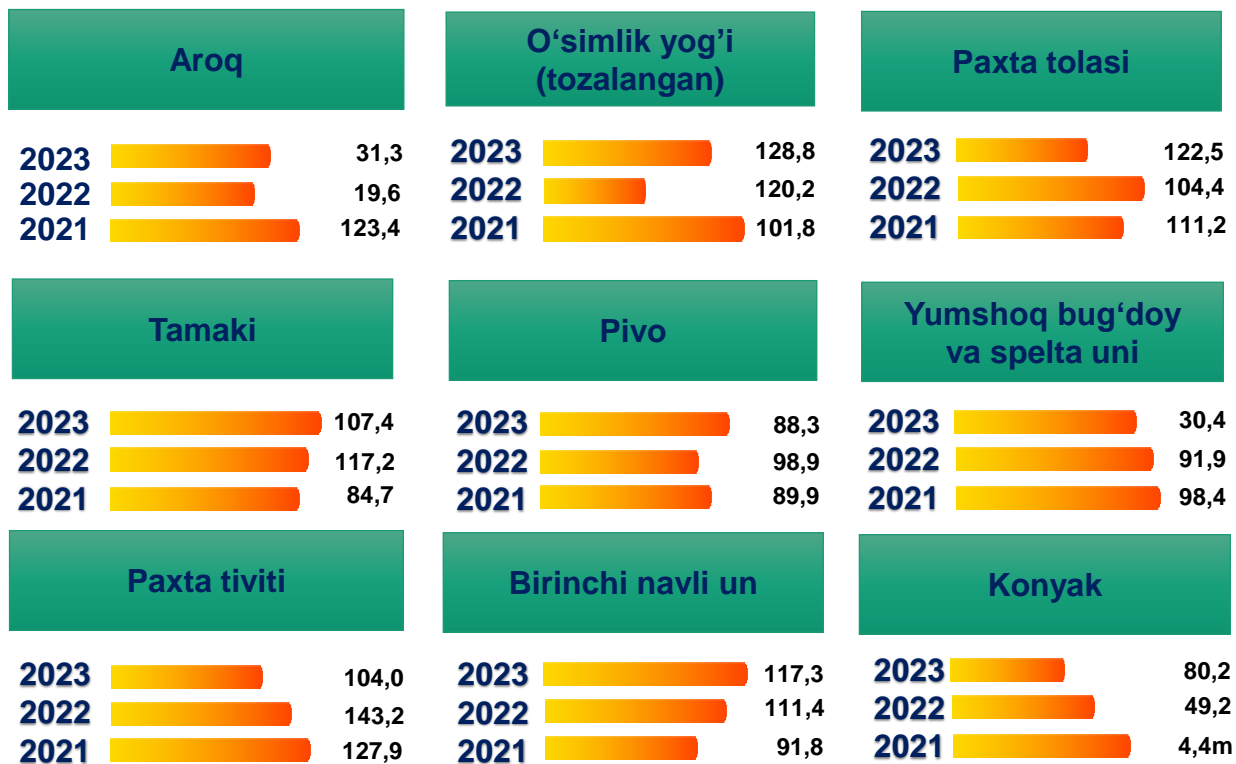 Aroq
2023 31,3
2022 19,6
2021 123,4
O‘simlik yog’i
(tozalangan)
2023 128,8
2022 120,2
2021 101,8
Paxta tolasi
2023 122,5
2022 104,4
2021 111,2
Tamaki
2023 107,4
2022 117,2
2021 84,7
Pivo
2023 88,3
2022 98,9
2021 89,9
Yumshoq bug‘doy
va spelta uni
2023 30,4
2022 91,9
2021 98,4
Paxta tiviti
2023 104,0
2022 143,2
2021 127,9
Birinchi navli un
2023 117,3
2022 111,4
2021 91,8
Konyak
2023 80,2
2022 49,2
2021 4,4m